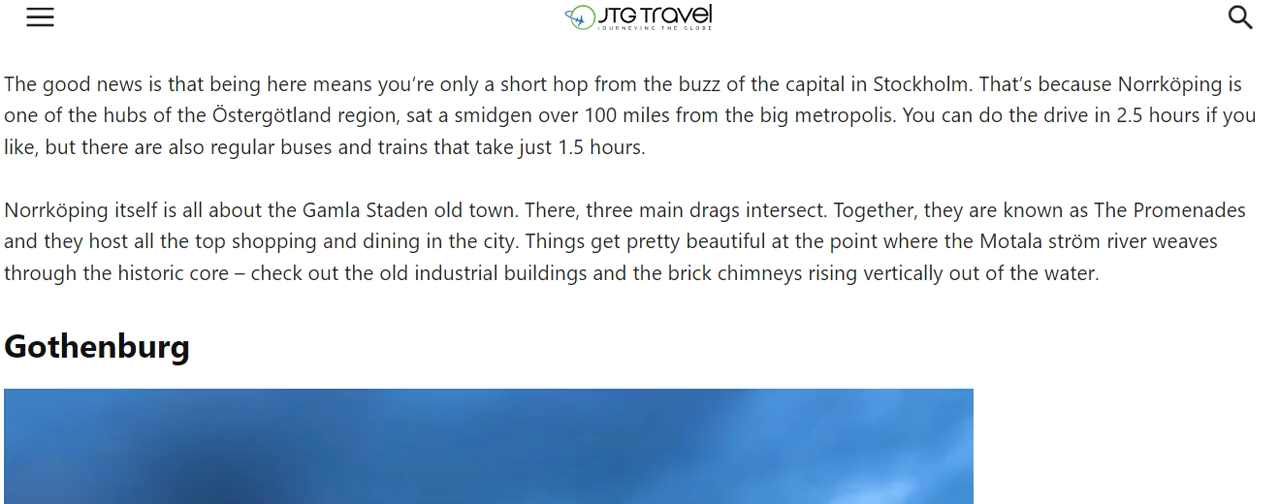 JTG Travel
JOURNEYING THE GLOBE
The good news is that being here means you’re only a short hop from the buzz of the capital in Stockholm. That’s because Norrköping is
one of the hubs of the Östergötland region, sat a smidgen over 100 miles from the big metropolis. You can do the drive in 2.5 hours if you
like, but there are also regular buses and trains that take just 1.5 hours.
Norrköping itself is all about the Gamla Staden old town. There, three main drags intersect. Together, they are known as The Promenades
and they host all the top shopping and dining in the city. Things get pretty beautiful at the point where the Motala ström river weaves
through the historic core – check out the old industrial buildings and the brick chimneys rising vertically out of the water.
Gothenburg